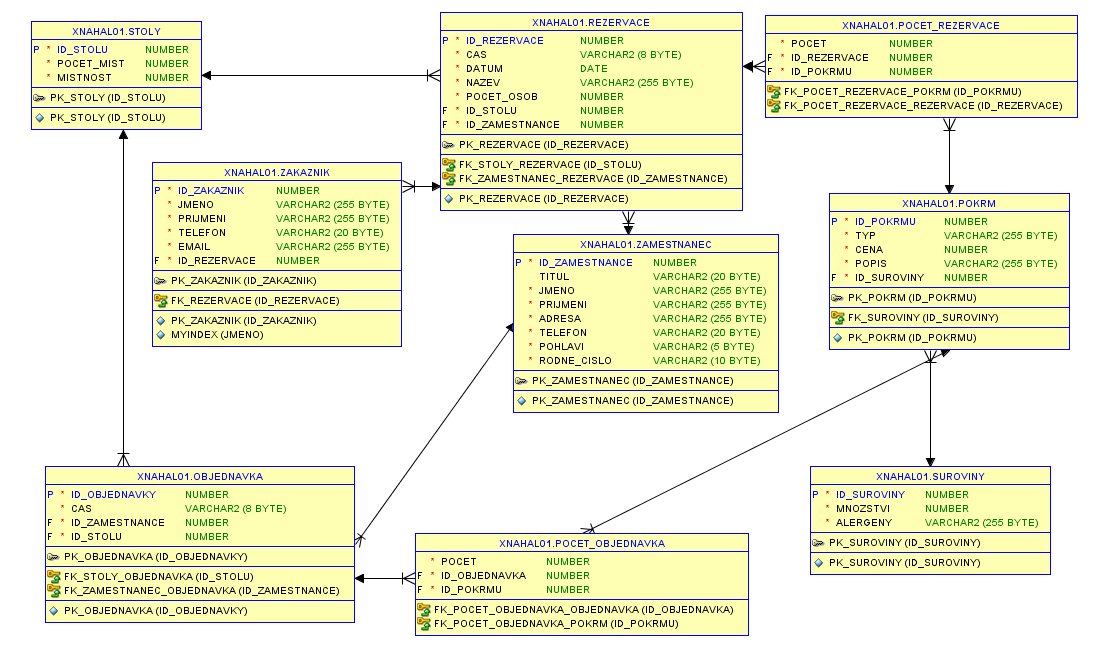 XNAHAL01.STOLY
P * ID_STOLU NUMBER
* POCET_MIST NUMBER
* MISTNOST NUMBER
PK_STOLY (ID_STOLU)
PK_STOLY (ID_STOLU)
XNAHAL01.REZERVACE
P * ID_REZERVACE NUMBER
* CAS VARCHAR2 (8 BYTE)
* DATUM DATE
* NAZEV VARCHAR2 (255 BYTE)
* POCET_OSOB NUMBER
F * ID_STOLU NUMBER
F * ID_ZAMESTNANCE NUMBER
PK_REZERVACE (ID_REZERVACE)
FK_STOLY_REZERVACE (ID_STOLU)
FK_ZAMESTNANEC_REZERVACE (ID_ZAMESTNANCE)
PK_REZERVACE (ID_REZERVACE)
XNAHAL01.POCET_REZERVACE
* POCET NUMBER
F * ID_REZERVACE NUMBER
F * ID_POKRMU NUMBER
FK_POCET_REZERVACE_POKRM (ID_POKRMU)
FK_POCET_REZERVACE_REZERVACE (ID_REZERVACE)
XNAHAL01.ZAKAZNIK
P * ID_ZAKAZNIK NUMBER
* JMENO VARCHAR2 (255 BYTE)
* PRIJMENI VARCHAR2 (255 BYTE)
* TELEFON VARCHAR2 (20 BYTE)
* EMAIL VARCHAR2 (255 BYTE)
F * ID_REZERVACE NUMBER
PK_ZAKAZNIK (ID_ZAKAZNIK)
FK_REZERVACE (ID_REZERVACE)
PK_ZAKAZNIK (ID_ZAKAZNIK)
MYINDEX (JMENO)
XNAHAL01.ZAMESTNANEC
P * ID_ZAMESTNANCE NUMBER
TITUL VARCHAR2 (20 BYTE)
* JMENO VARCHAR2 (255 BYTE)
* PRIJMENI VARCHAR2 (255 BYTE)
* ADRESA VARCHAR2 (255 BYTE)
* TELEFON VARCHAR2 (20 BYTE)
* POHLAVI VARCHAR2 (5 BYTE)
* RODNE_CISLO VARCHAR2 (10 BYTE)
PK_ZAMESTNANEC (ID_ZAMESTNANCE)
PK_ZAMESTNANEC (ID_ZAMESTNANCE)
XNAHAL01.POKRM
P * ID_POKRMU NUMBER
* TYP VARCHAR2 (255 BYTE)
* CENA NUMBER
* POPIS VARCHAR2 (255 BYTE)
F * ID_SUROVINY NUMBER
PK_POKRM (ID_POKRMU)
FK_SUROVINY (ID_SUROVINY)
PK_POKRM (ID_POKRMU)
XNAHAL01.OBJEDNAVKA
P * ID_OBJEDNAVKY NUMBER
* CAS VARCHAR2 (8 BYTE)
F * ID_ZAMESTNANCE NUMBER
F * ID_STOLU NUMBER
PK_OBJEDNAVKA (ID_OBJEDNAVKY)
FK_STOLY_OBJEDNAVKA (ID_STOLU)
FK_ZAMESTNANEC_OBJEDNAVKA (ID_ZAMESTNANCE)
PK_OBJEDNAVKA (ID_OBJEDNAVKY)
XNAHAL01.POCET_OBJEDNAVKA
* POCET NUMBER
F * ID_OBJEDNAVKA NUMBER
F * ID_POKRMU NUMBER
FK_POCET_OBJEDNAVKA_OBJEDNAVKA (ID_OBJEDNAVKA)
FK_POCET_OBJEDNAVKA_POKRM (ID_POKRMU)
XNAHAL01.SUROVINY
P * ID_SUROVINY NUMBER
* MNOZSTVI NUMBER
* ALERGENY VARCHAR2 (255 BYTE)
PK_SUROVINY (ID_SUROVINY)
PK_SUROVINY (ID_SUROVINY)